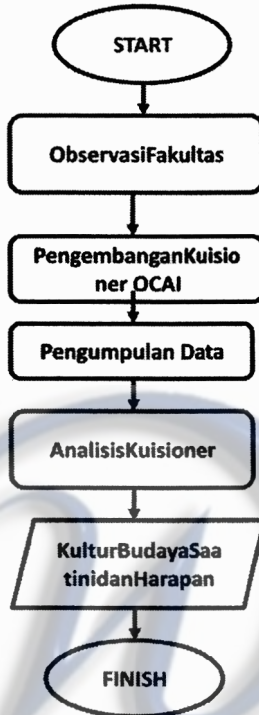 START
ObservasiFakultas
PengembanganKuisio
ner OCAI
Pengumpulan Data
AnalisisKuisioner
KulturBudayaSaa
tinidanHarapan
FINISH